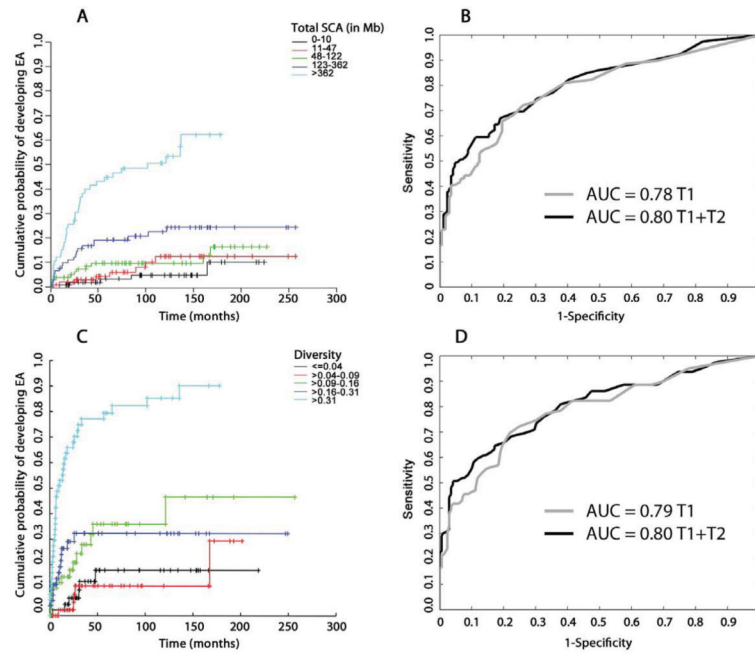 A
Total SCA (in Mb)
0-10
11-47
48-122
123-362
>362
Cumulative probability of developing EA
1.0
0.9
0.8
0.7
0.6
0.5
0.4
0.3
0.2
0.1
0.0
0 50 100 150 200 250 300
Time (months)
B
Sensitivity
1
0.9
0.8
0.7
0.6
0.5
0.4
0.3
0.2
0.1
0
AUC = 0.78 T1
AUC = 0.80 T1+T2
0 0.1 0.2 0.3 0.4 0.5 0.6 0.7 0.8 0.9 1
1-Specificity
C
Diversity
<=0.04
>0.04-0.09
>0.09-0.16
>0.16-0.31
>0.31
Cumulative probability of developing EA
1.0
0.9
0.8
0.7
0.6
0.5
0.4
0.3
0.2
0.1
0.0
0 50 100 150 200 250 300
Time (months)
D
Sensitivity
1
0.9
0.8
0.7
0.6
0.5
0.4
0.3
0.2
0.1
0
AUC = 0.79 T1
AUC = 0.80 T1+T2
0 0.1 0.2 0.3 0.4 0.5 0.6 0.7 0.8 0.9 1
1-Specificity